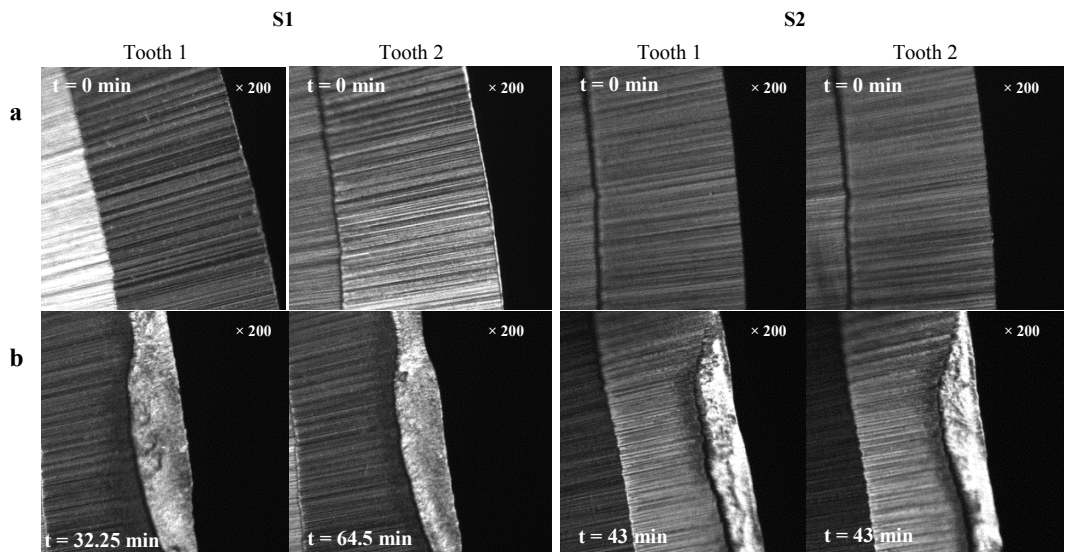 S1 S2
Tooth 1 Tooth 2 Tooth 1 Tooth 2
a
t = 0 min × 200 t = 0 min × 200 t = 0 min × 200 t = 0 min × 200
b
× 200 × 200 × 200 × 200
t = 32.25 min t = 64.5 min t = 43 min t = 43 min